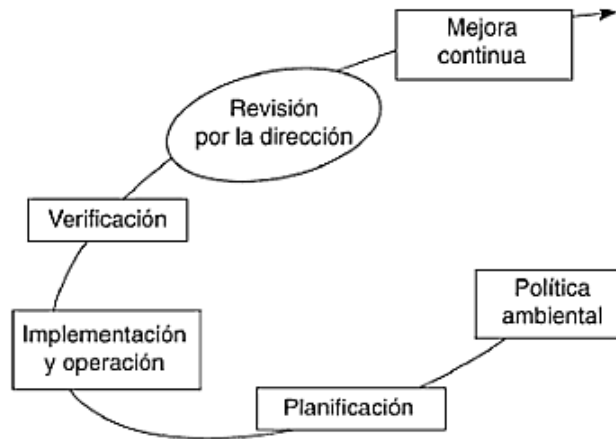 Mejora
continua
Revisión
por la dirección
Verificación
Implementación
y operación
Política
ambiental
Planificación